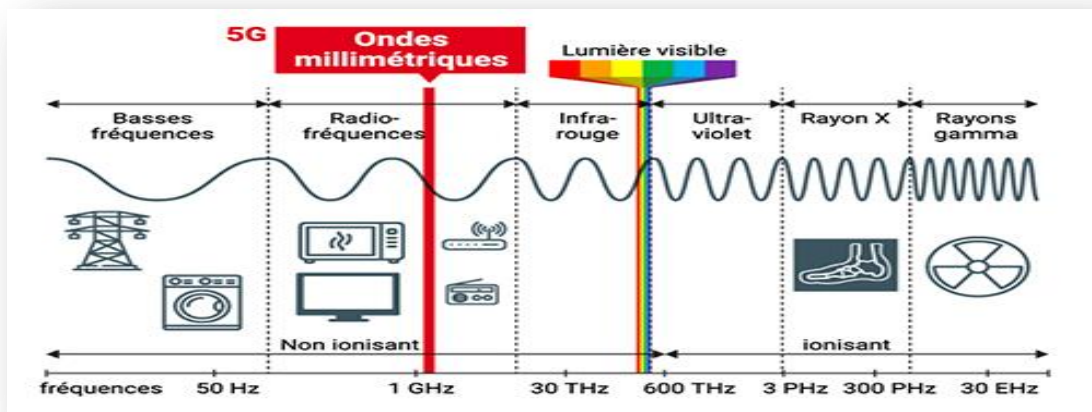 5G
Ondes
millimétriques
Lumière visible
Basses
fréquences
Radio-
fréquences
Infra-
rouge
Ultra-
violet
Rayon X
Rayons
gamma
Non ionisant
ionisant
fréquences 50 Hz 1 GHz 30 THz 600 THz 3 PHz 300 PHz 30 EHz